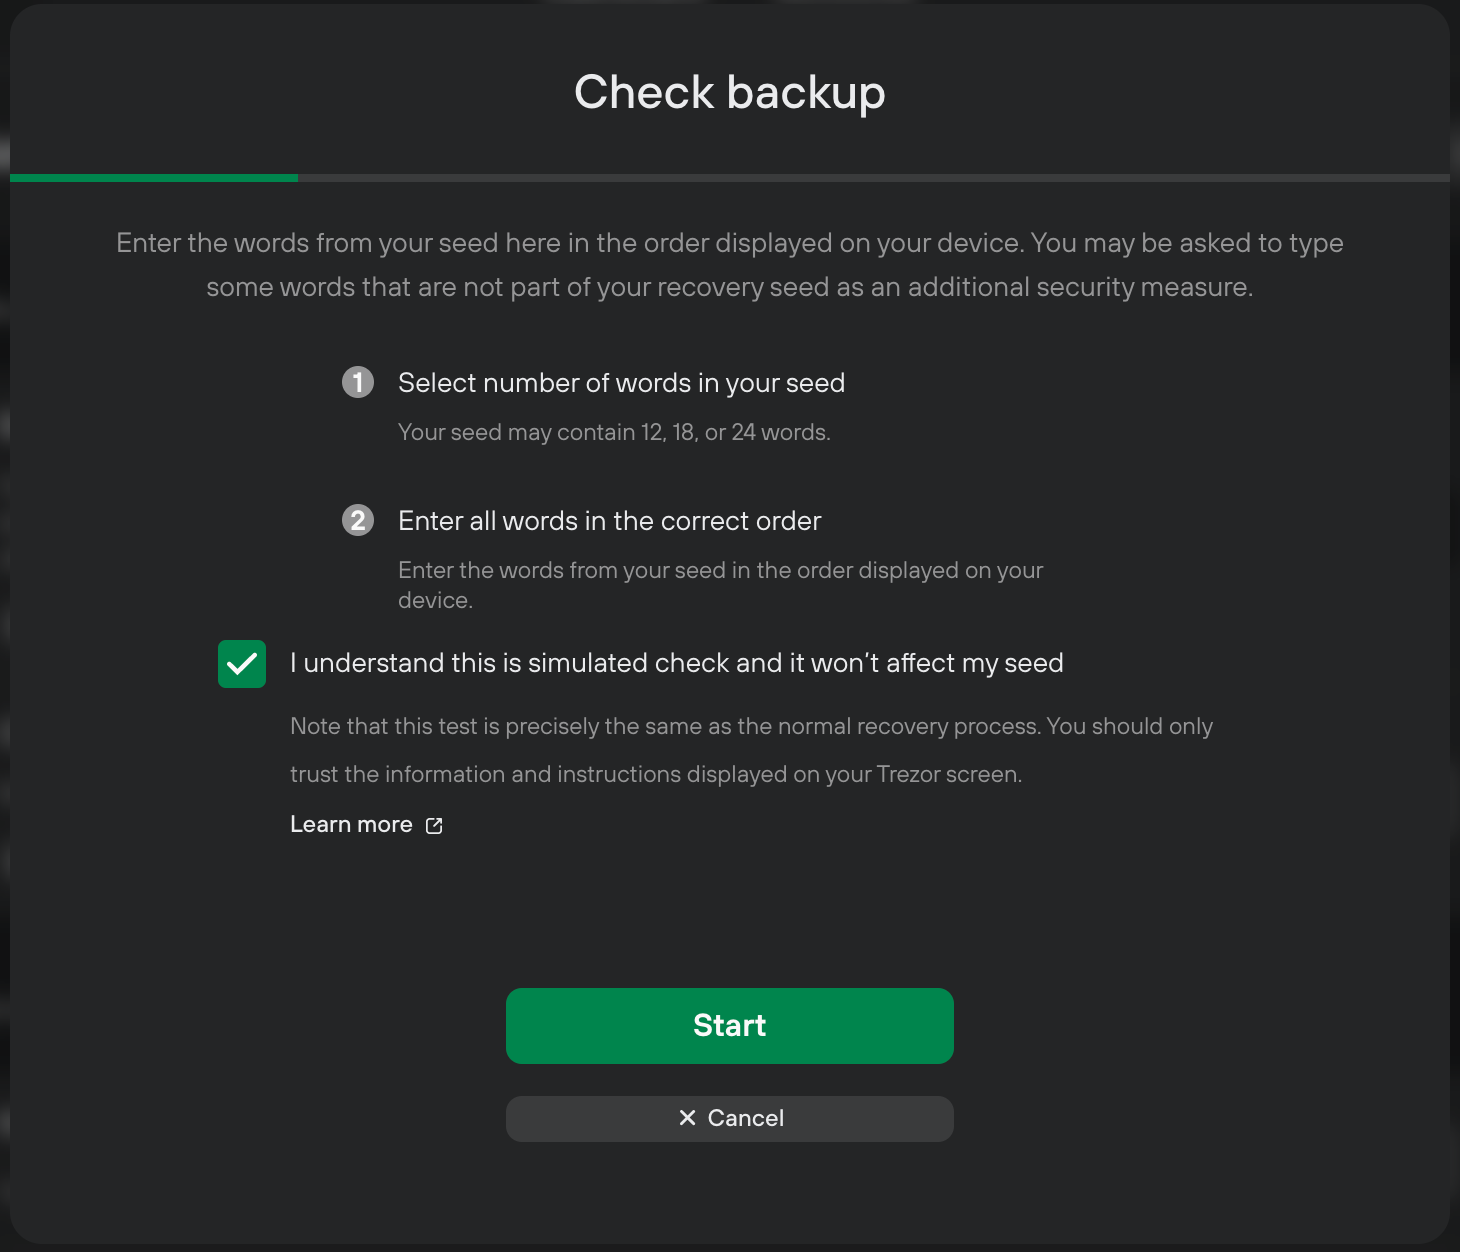 Check backup
Enter the words from your seed here in the order displayed on your device. You may be asked to type
some words that are not part of your recovery seed as an additional security measure.
1 Select number of words in your seed
Your seed may contain 12, 18, or 24 words.
2 Enter all words in the correct order
Enter the words from your seed in the order displayed on your
device.
I understand this is simulated check and it won't affect my seed
Note that this test is precisely the same as the normal recovery process. You should only
trust the information and instructions displayed on your Trezor screen.
Learn more
Start
Cancel